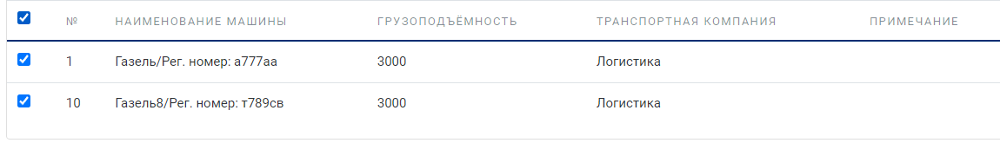 № НАИМЕНОВАНИЕ МАШИНЫ ГРУЗОПОДЪЁМНОСТЬ ТРАНСПОРТНАЯ КОМПАНИЯ ПРИМЕЧАНИЕ
1 Газель/Рег. номер: а777аа 3000 Логистика
10 Газель8/Рег. номер: т789св 3000 Логистика